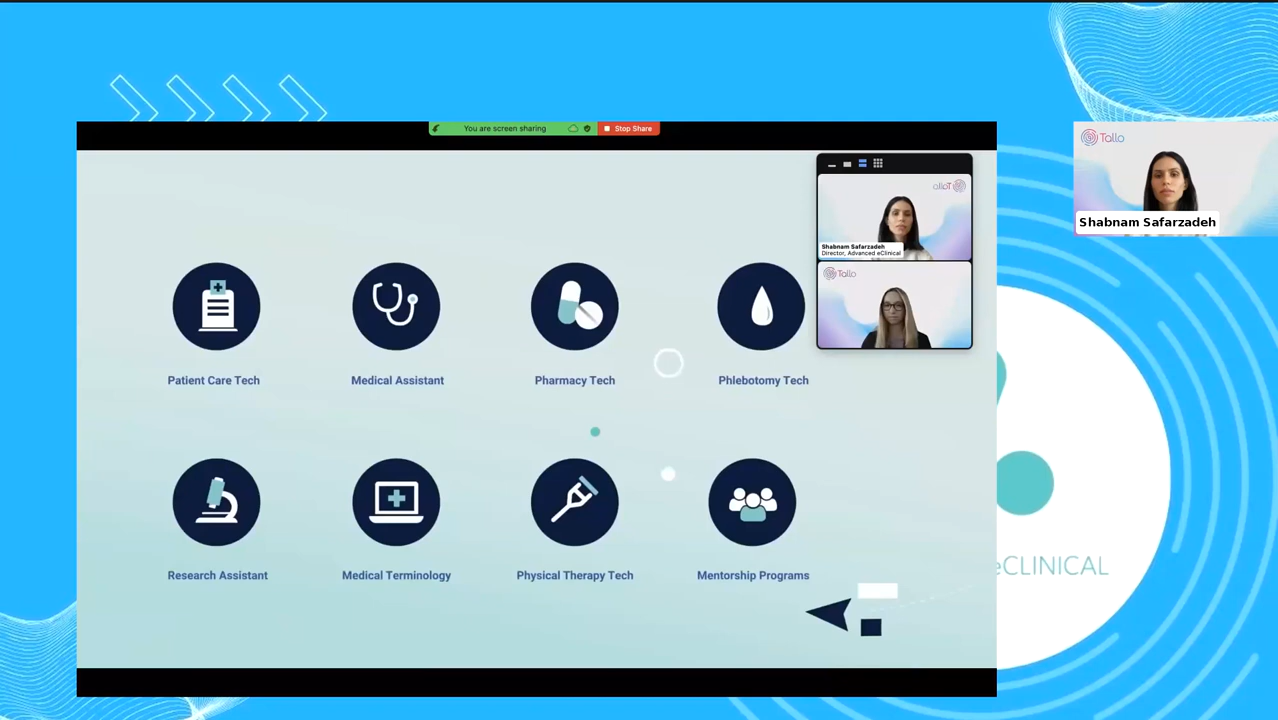 You are screen sharing
Stop Share
Tallo
Shabnam Safarzadeh
Tallo
Shabnam Safarzadeh
Director, Advanced eClinical
Tallo
Patient Care Tech
Medical Assistant
Pharmacy Tech
Phlebotomy Tech
Research Assistant
Medical Terminology
Physical Therapy Tech
Mentorship Programs
eCLINICAL